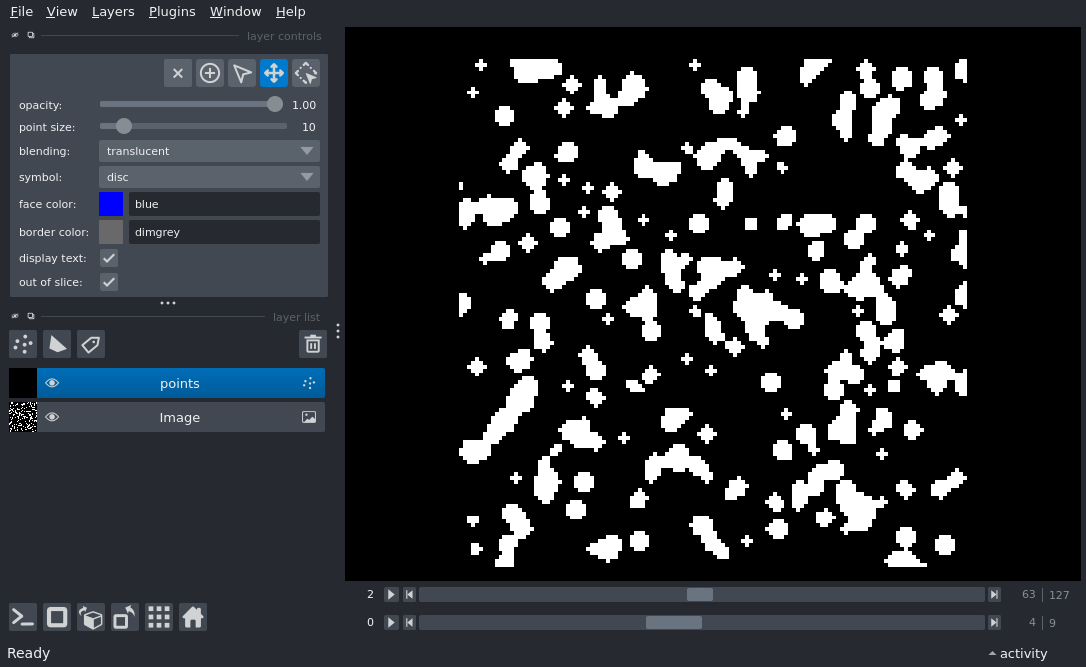 File View Layers Plugins Window Help
layer controls
opacity: 1.00
point size: 10
blending: translucent
symbol: disc
face color: blue
border color: dimgrey
display text:
out of slice:
layer list
points
Image
2 63 127
0 4 9
Ready activity